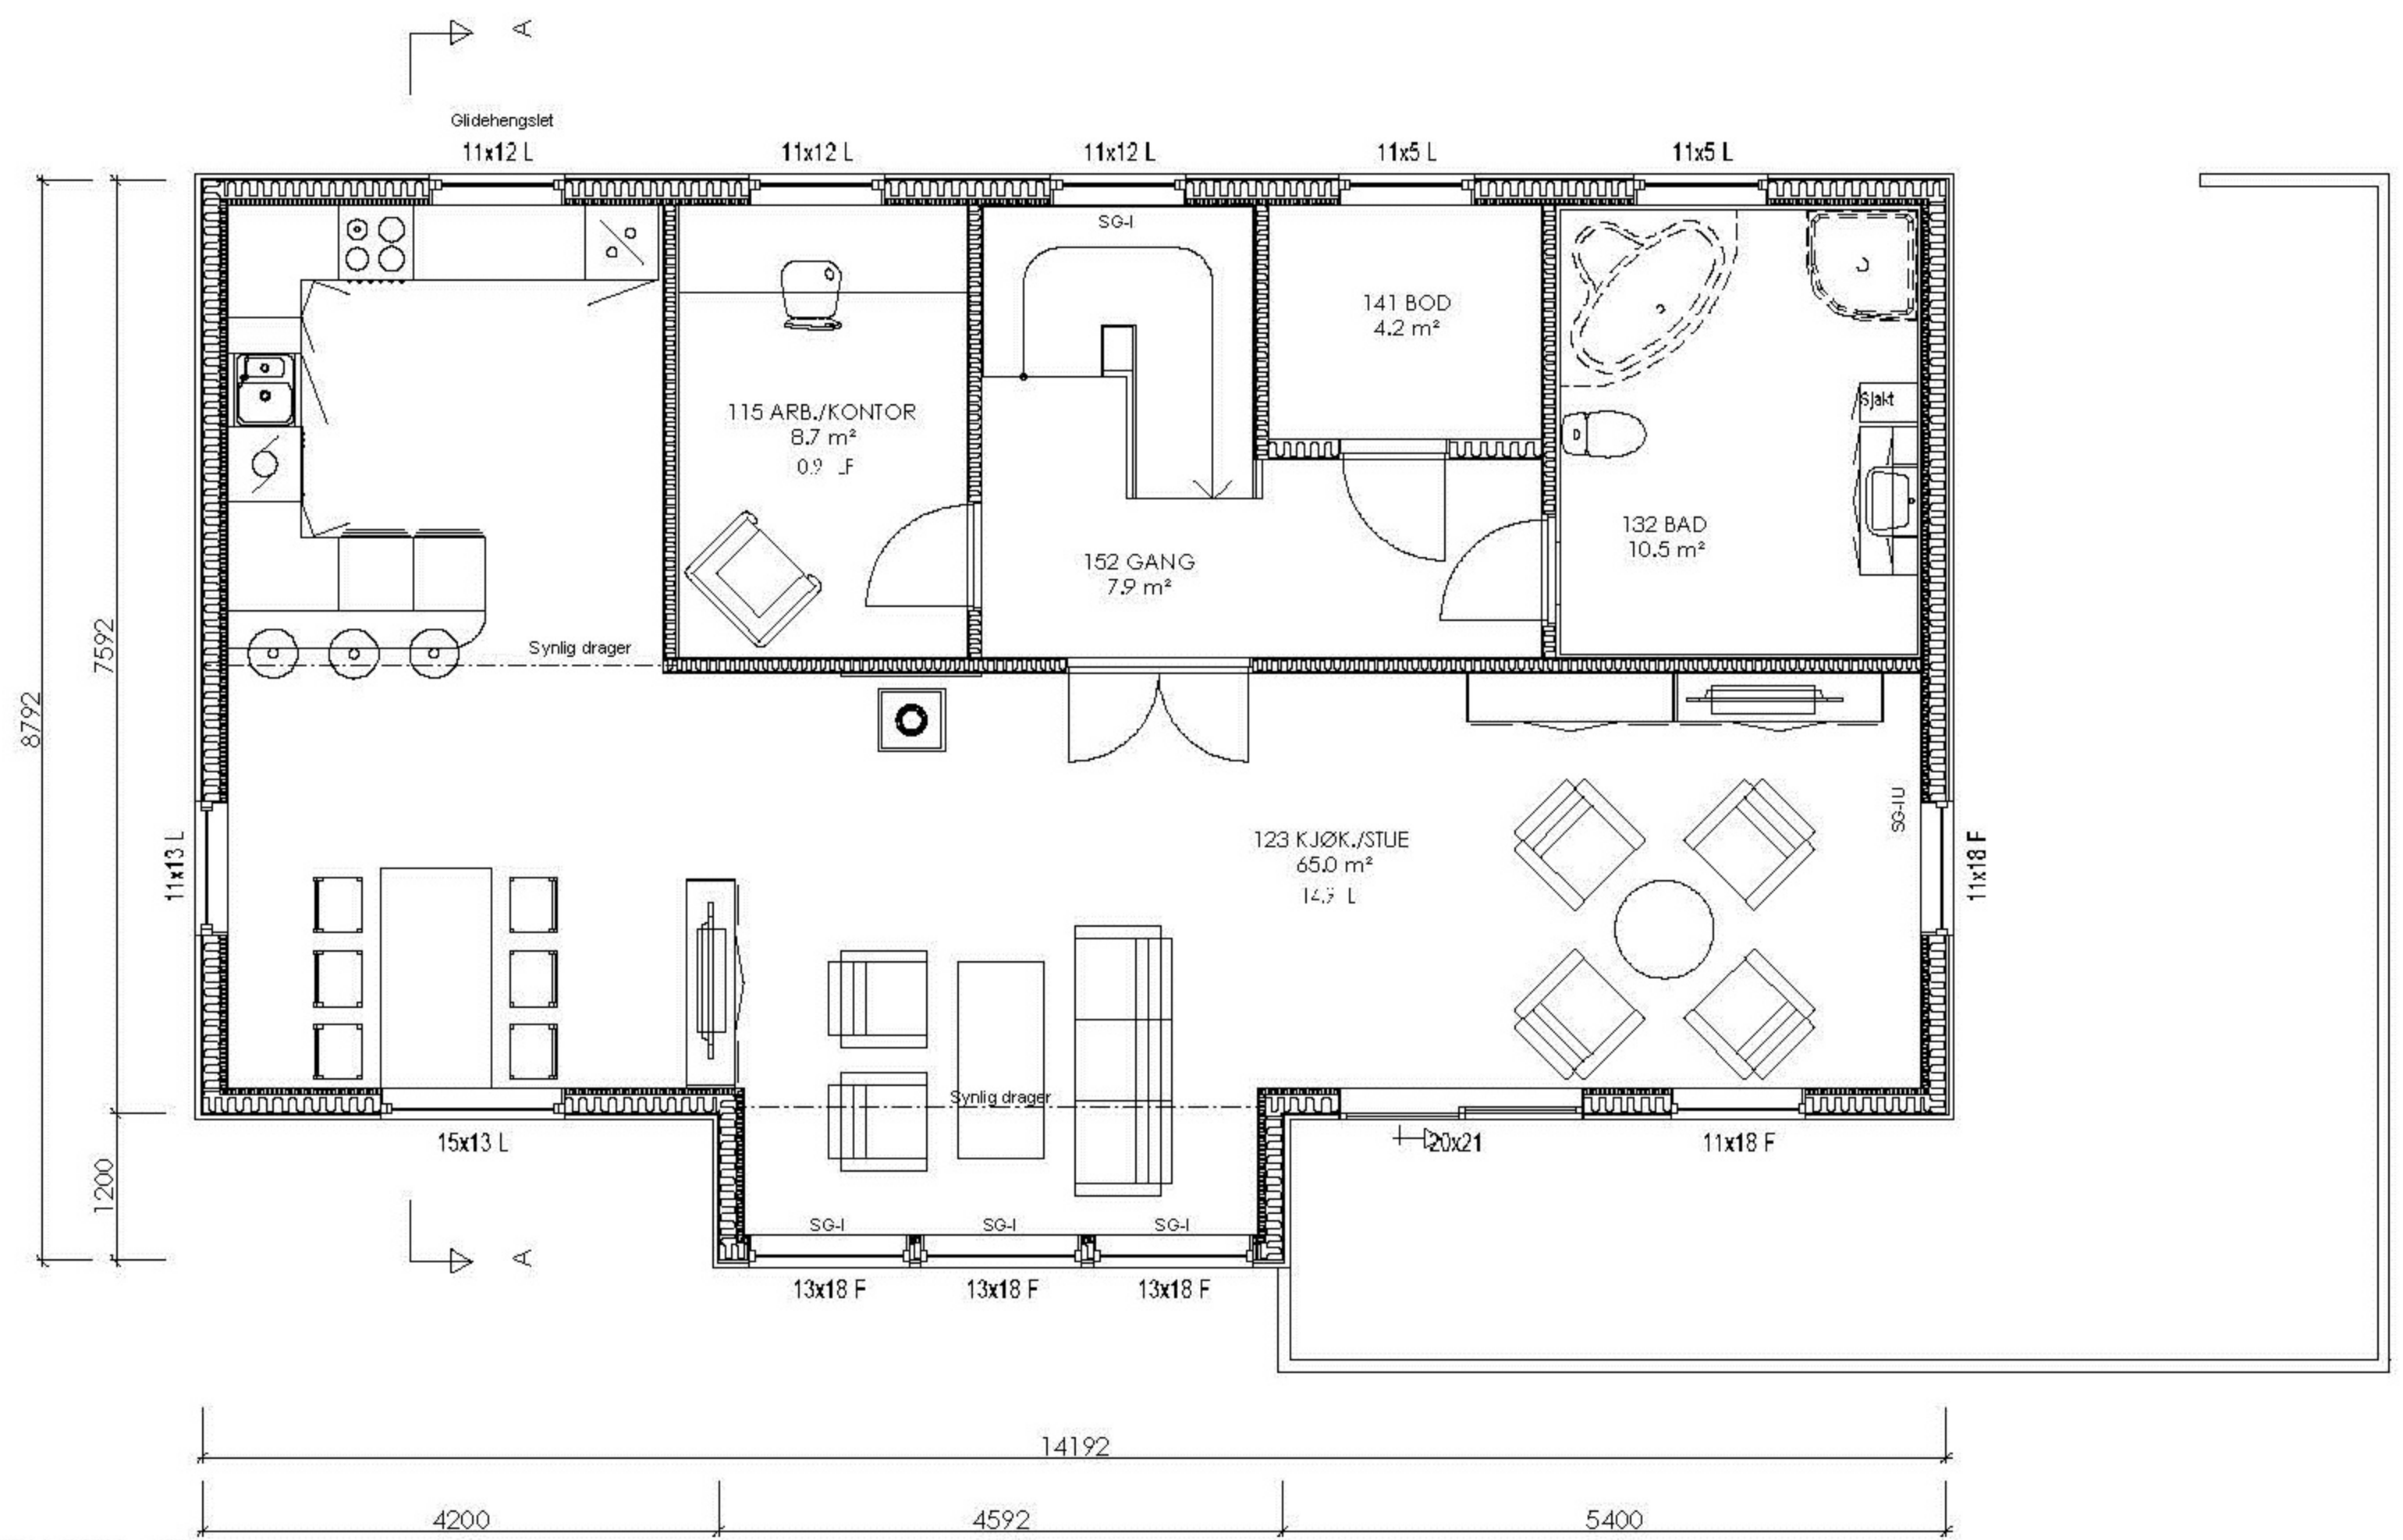 A
Glidehengslet
11x12 L
11x12 L
11x12 L
11x5 L
11x5 L
SG-I
141 BOD
4.2 m²
115 ARB./KONTOR
8.7 m²
Sjakt
132 BAD
10.5 m²
152 GANG
7.9 m²
Synlig drager
7592
8792
11x13 L
123 KJØK./STUE
65.0 m²
SG-IU
11x18 F
Synlig drager
15x13 L
20x21
11x18 F
1200
SG-I
SG-I
SG-I
A
13x18 F
13x18 F
13x18 F
14192
4200
4592
5400